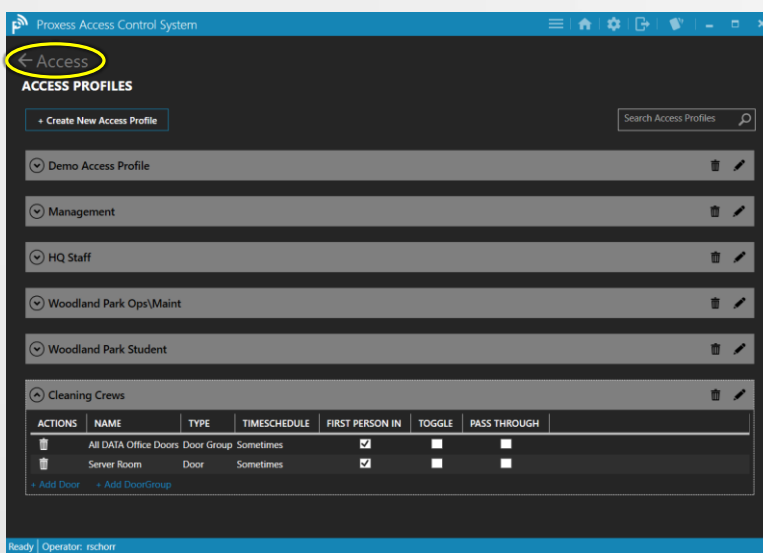 Proxess Access Control System
Access
ACCESS PROFILES
+ Create New Access Profile
Search Access Profiles
Demo Access Profile
Management
HQ Staff
Woodland Park Ops\Maint
Woodland Park Student
Cleaning Crews
ACTIONS NAME TYPE TIMESCHEDULE FIRST PERSON IN TOGGLE PASS THROUGH
All DATA Office Doors Door Group Sometimes
Server Room Door Sometimes
+ Add Door + Add DoorGroup
Ready Operator: rschorr